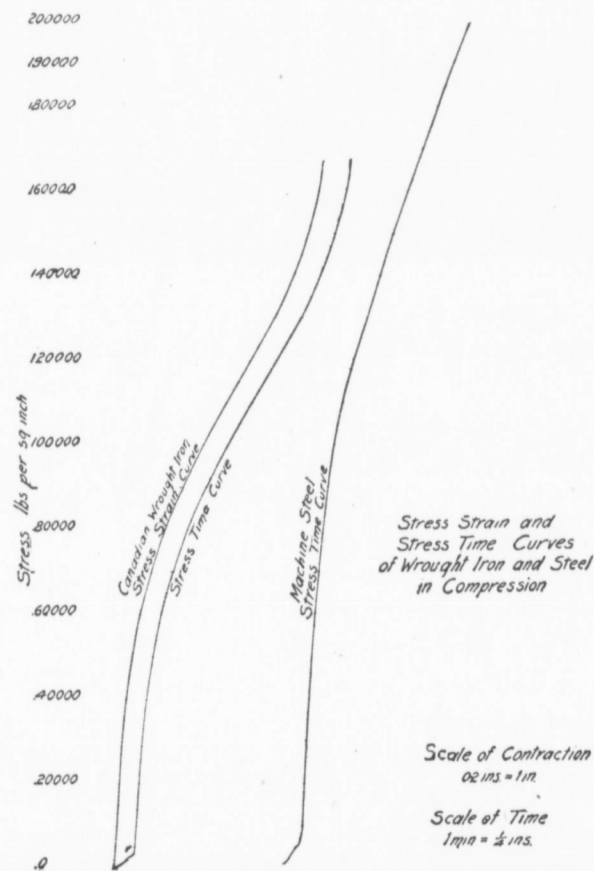 200000
190000
180000
160000
140000
120000
100000
80000
60000
40000
20000
.0
Stress lbs per sq inch
Canadian Wrought Iron
Stress Strain Curve
Stress Time Curve
Machine Steel
Stress Time Curve
Stress Strain and
Stress Time Curves
of Wrought Iron and Steel
in Compression
Scale of Contraction
.02 ins. = 1 in.
Scale of Time
1 min = ¼ ins.